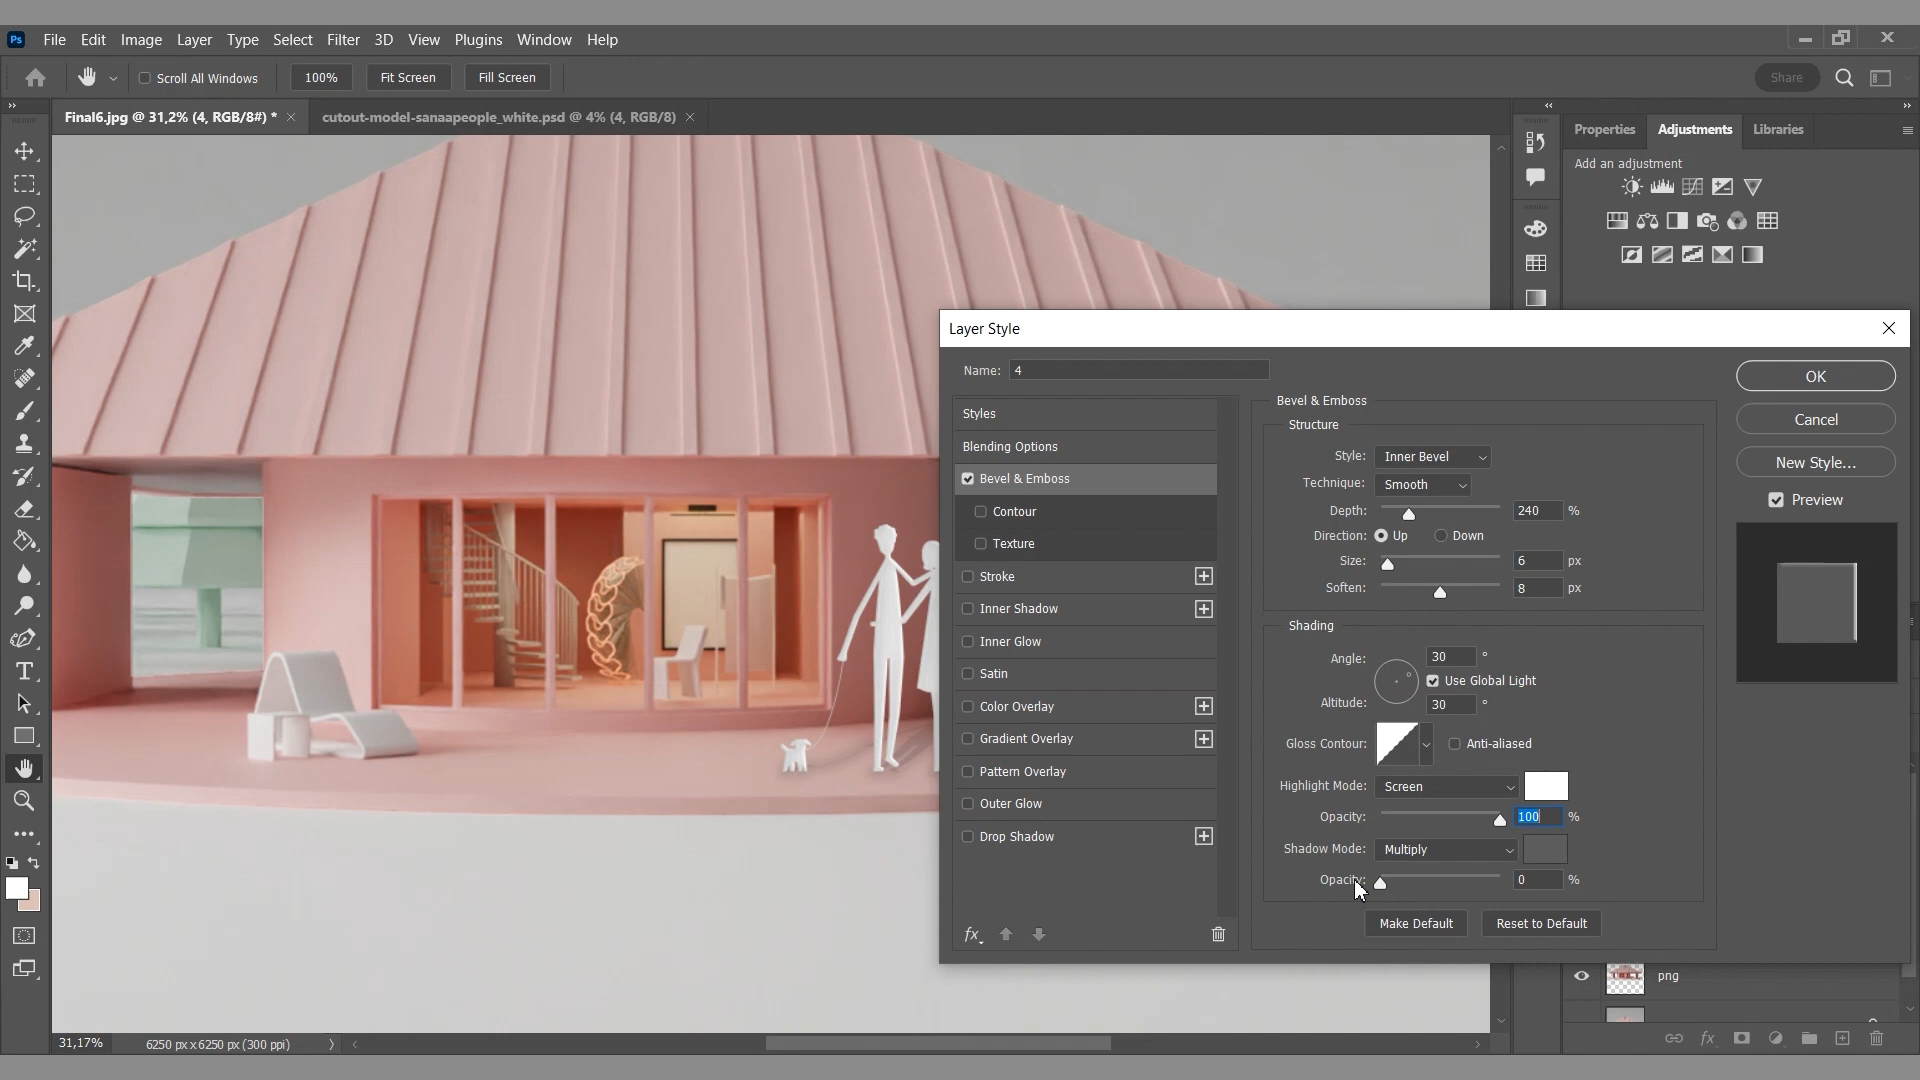 Ps File Edit Image Layer Type Select Filter 3D View Plugins Window Help
Scroll All Windows 100% Fit Screen Fill Screen Share
Final6.jpg @ 31,2% (4, RGB/8#) * cutout-model-sanaapeople_white.psd @ 4% (4, RGB/8)
Properties Adjustments Libraries
Add an adjustment
Layer Style
Name: 4
OK
Cancel
New Style...
Preview
Styles
Blending Options
Bevel & Emboss
Contour
Texture
Stroke
Inner Shadow
Inner Glow
Satin
Color Overlay
Gradient Overlay
Pattern Overlay
Outer Glow
Drop Shadow
fx
Bevel & Emboss
Structure
Style: Inner Bevel
Technique: Smooth
Depth: 240 %
Direction: Up Down
Size: 6 px
Soften: 8 px
Shading
Angle: 30 °
Use Global Light
Altitude: 30 °
Gloss Contour: Anti-aliased
Highlight Mode: Screen
Opacity: 100 %
Shadow Mode: Multiply
Opacity: 0 %
Make Default Reset to Default
png
fx
31,17% 6250 px x 6250 px (300 ppi)